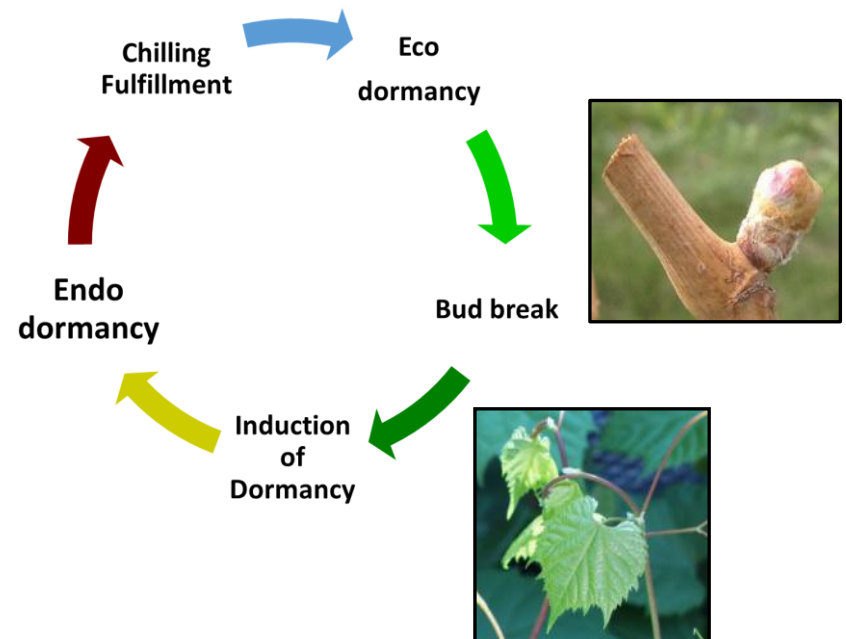 Chilling
Fulfillment
Eco
dormancy
Bud break
Induction
of
Dormancy
Endo
dormancy